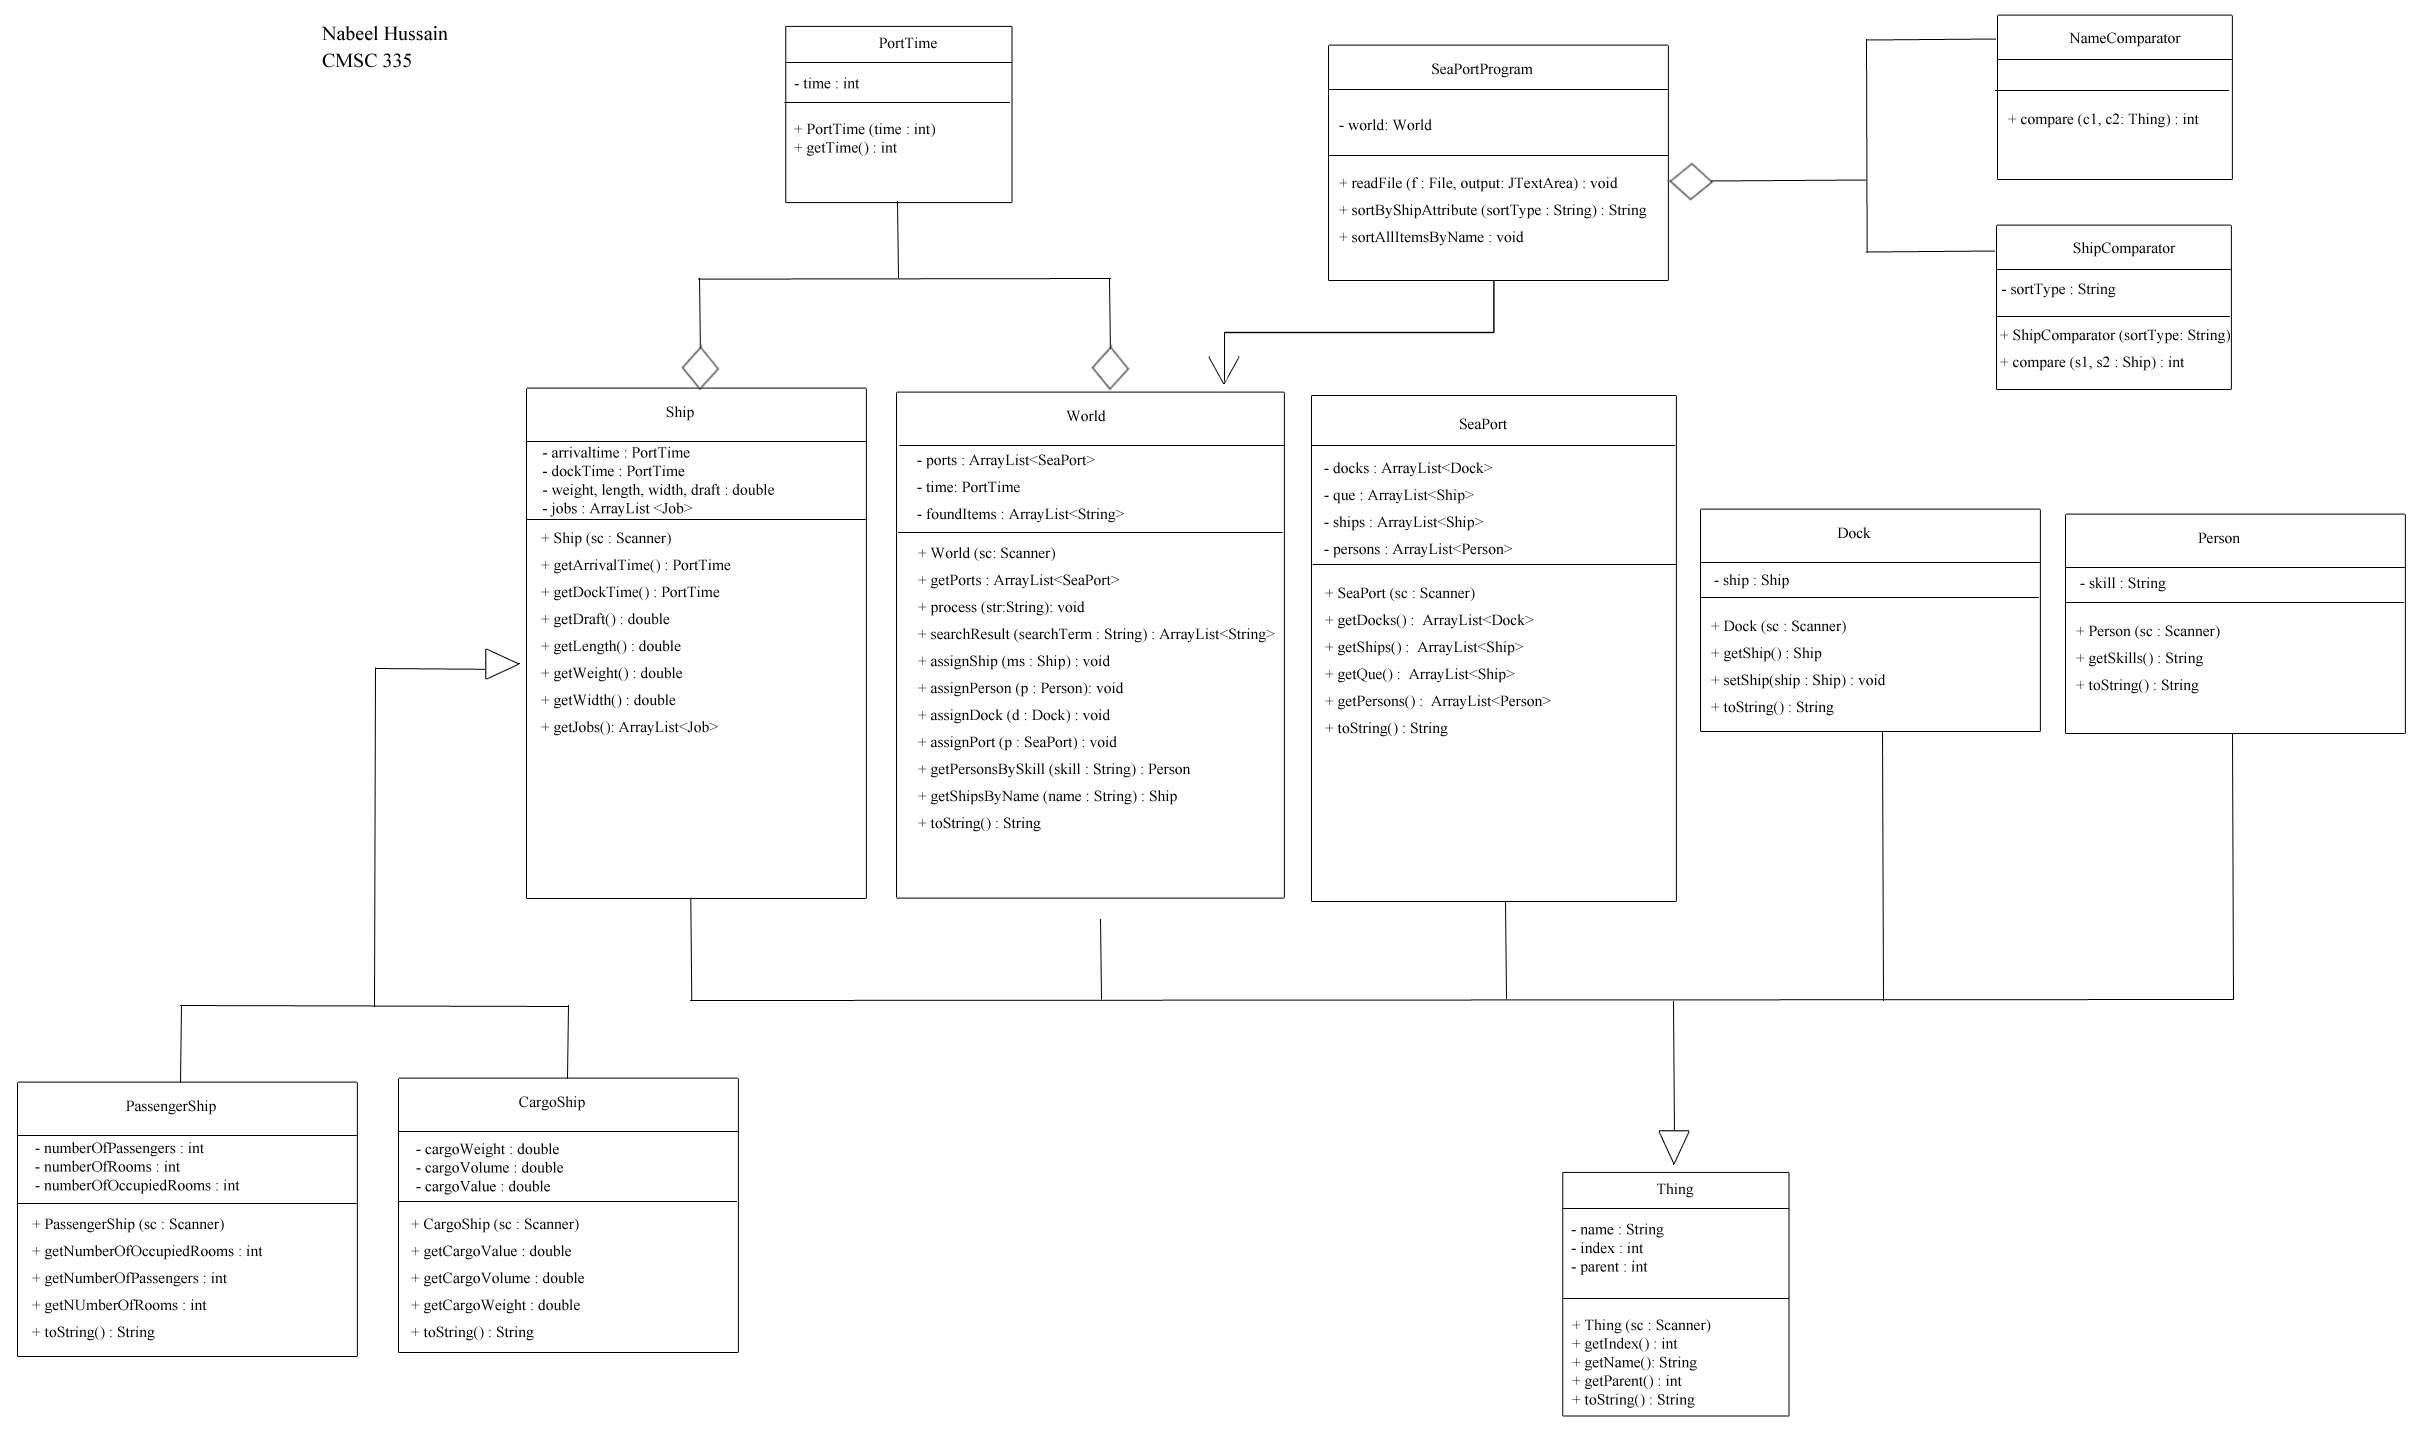 Nabeel Hussain
CMSC 335
PortTime
- time : int
+ PortTime (time : int)
+ getTime() : int
SeaPortProgram
- world: World
+ readFile (f : File, output: JTextArea) : void
+ sortByShipAttribute (sortType : String) : String
+ sortAllItemsByName : void
NameComparator
+ compare (c1, c2: Thing) : int
ShipComparator
- sortType : String
+ ShipComparator (sortType: String)
+ compare (s1, s2 : Ship) : int
Ship
- arrivaltime : PortTime
- dockTime : PortTime
- weight, length, width, draft : double
- jobs : ArrayList <Job>
+ Ship (sc : Scanner)
+ getArrivalTime() : PortTime
+ getDockTime() : PortTime
+ getDraft() : double
+ getLength() : double
+ getWeight() : double
+ getWidth() : double
+ getJobs(): ArrayList<Job>
World
- ports : ArrayList<SeaPort>
- time: PortTime
- foundItems : ArrayList<String>
+ World (sc: Scanner)
+ getPorts : ArrayList<SeaPort>
+ process (str:String): void
+ searchResult (searchTerm : String) : ArrayList<String>
+ assignShip (ms : Ship) : void
+ assignPerson (p : Person): void
+ assignDock (d : Dock) : void
+ assignPort (p : SeaPort) : void
+ getPersonsBySkill (skill : String) : Person
+ getShipsByName (name : String) : Ship
+ toString() : String
SeaPort
- docks : ArrayList<Dock>
- que : ArrayList<Ship>
- ships : ArrayList<Ship>
- persons : ArrayList<Person>
+ SeaPort (sc : Scanner)
+ getDocks() :  ArrayList<Dock>
+ getShips() :  ArrayList<Ship>
+ getQue() :  ArrayList<Ship>
+ getPersons() :  ArrayList<Person>
+ toString() : String
Dock
- ship : Ship
+ Dock (sc : Scanner)
+ getShip() : Ship
+ setShip(ship : Ship) : void
+ toString() : String
Person
- skill : String
+ Person (sc : Scanner)
+ getSkills() : String
+ toString() : String
PassengerShip
- numberOfPassengers : int
- numberOfRooms : int
- numberOfOccupiedRooms : int
+ PassengerShip (sc : Scanner)
+ getNumberOfOccupiedRooms : int
+ getNumberOfPassengers : int
+ getNUmberOfRooms : int
+ toString() : String
CargoShip
- cargoWeight : double
- cargoVolume : double
- cargoValue : double
+ CargoShip (sc : Scanner)
+ getCargoValue : double
+ getCargoVolume : double
+ getCargoWeight : double
+ toString() : String
Thing
- name : String
- index : int
- parent : int
+ Thing (sc : Scanner)
+ getIndex() : int
+ getName(): String
+ getParent() : int
+ toString() : String